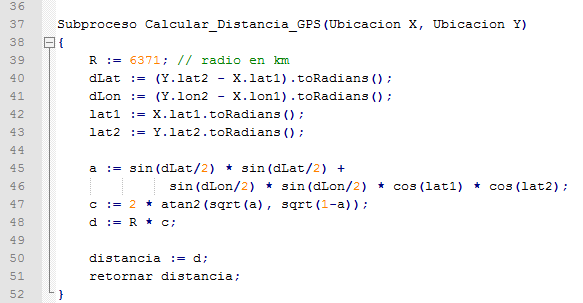 36
37 Subproceso Calcular_Distancia_GPS(Ubicacion X, Ubicacion Y)
38 {
39 R := 6371; // radio en km
40 dLat := (Y.lat2 - X.lat1).toRadians();
41 dLon := (Y.lon2 - X.lon1).toRadians();
42 lat1 := X.lat1.toRadians();
43 lat2 := Y.lat2.toRadians();
44
45 a := sin(dLat/2) * sin(dLat/2) +
46 sin(dLon/2) * sin(dLon/2) * cos(lat1) * cos(lat2);
47 c := 2 * atan2(sqrt(a), sqrt(1-a));
48 d := R * c;
49
50 distancia := d;
51 retornar distancia;
52 }